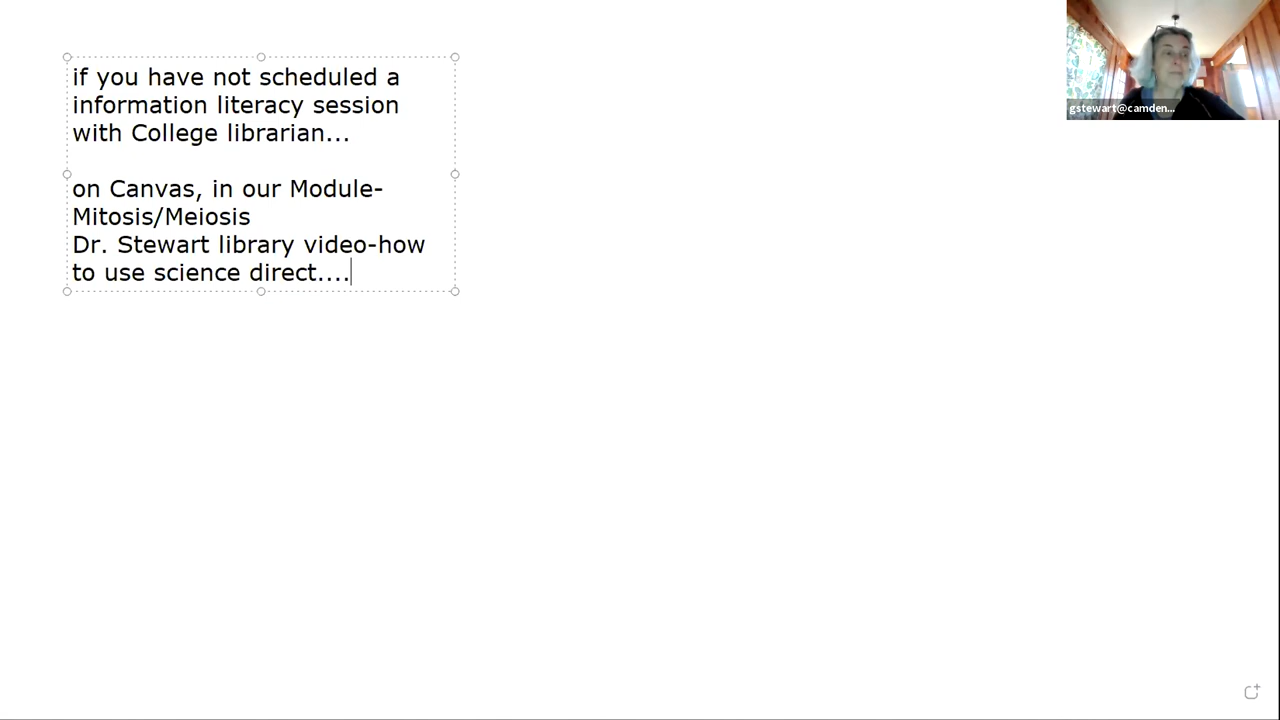 if you have not scheduled a
information literacy session
with College librarian...
on Canvas, in our Module-
Mitosis/Meiosis
Dr. Stewart library video-how
to use science direct....
gstewart@camden...